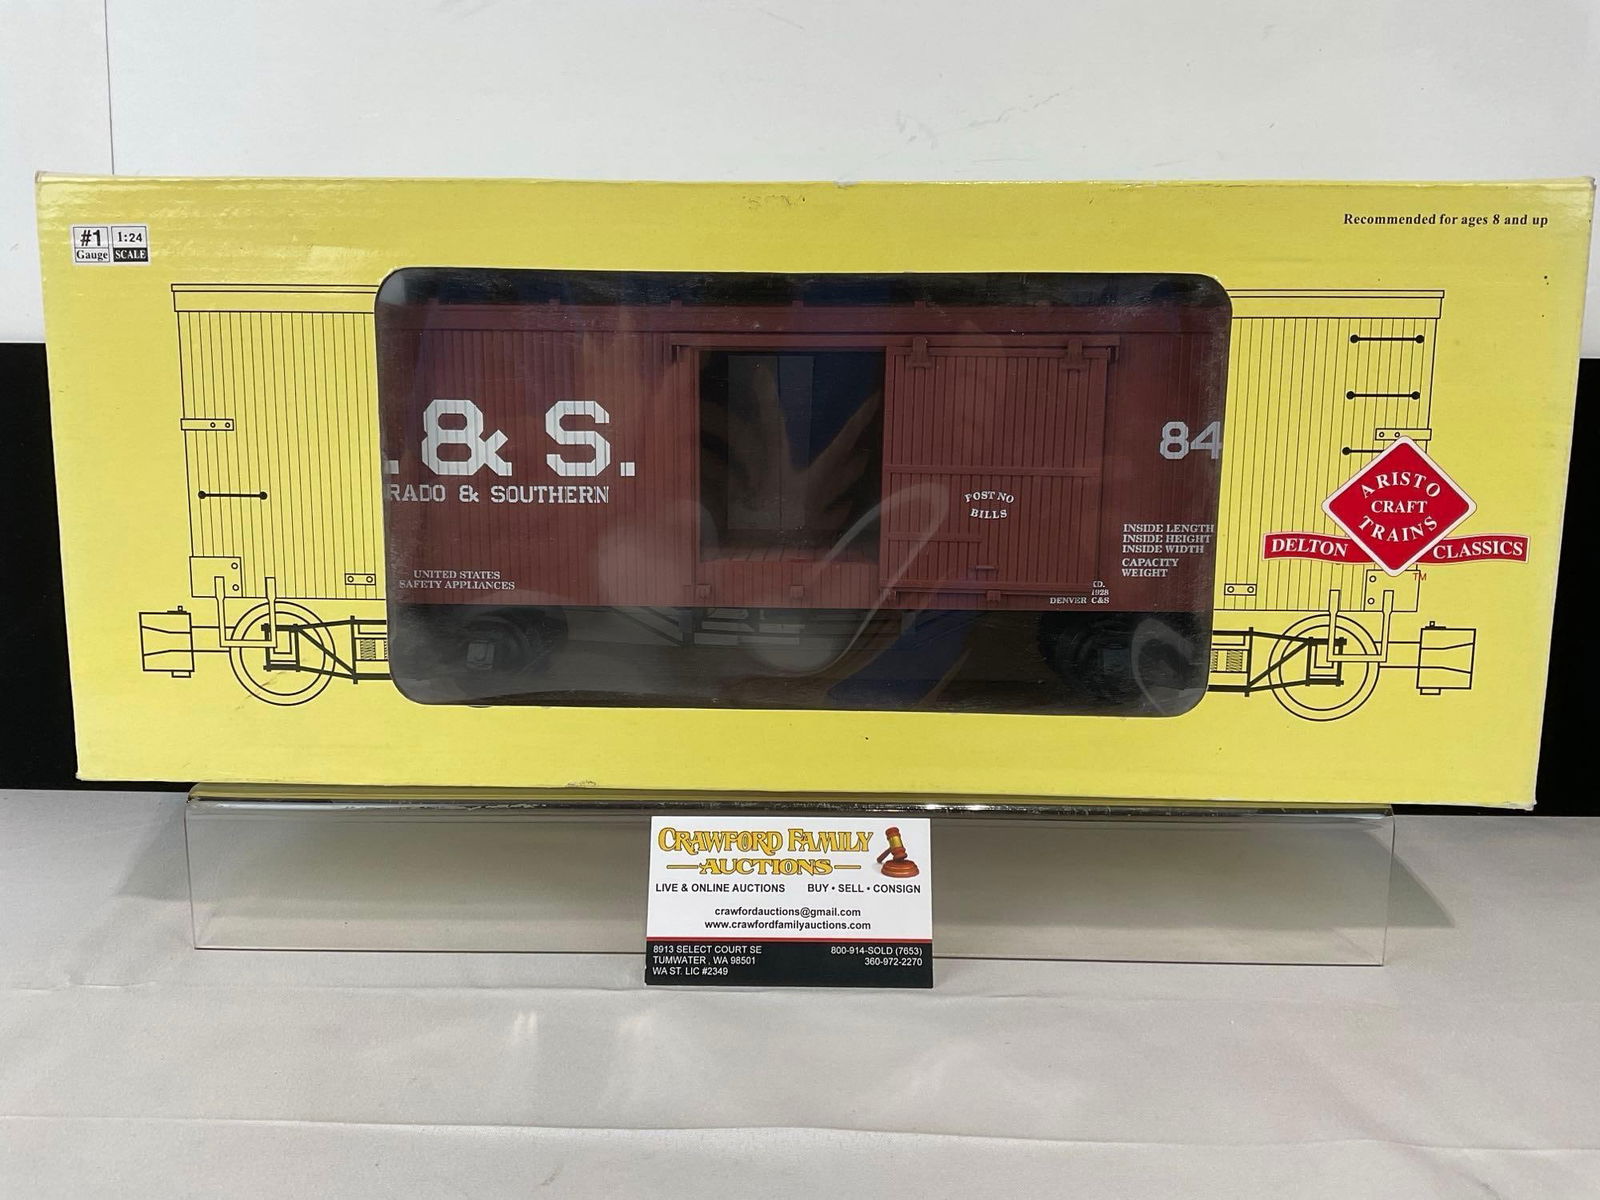 Recommended for ages 8 and up
#1
Gauge
1:24
SCALE
. & S.
RADO & SOUTHERN
UNITED STATES
SAFETY APPLIANCES
POST NO
BILLS
84
INSIDE LENGTH
INSIDE HEIGHT
INSIDE WIDTH
CAPACITY
WEIGHT
1928
DENVER C&S
ARISTO
CRAFT
TRAINS
DELTON CLASSICS
TM
CRAWFORD FAMILY
AUCTIONS
LIVE & ONLINE AUCTIONS BUY • SELL • CONSIGN
crawfordauctions@gmail.com
www.crawfordfamilyauctions.com
8913 SELECT COURT SE 800-914-SOLD (7653)
TUMWATER , WA 98501 360-972-2270
WA ST. LIC #2349